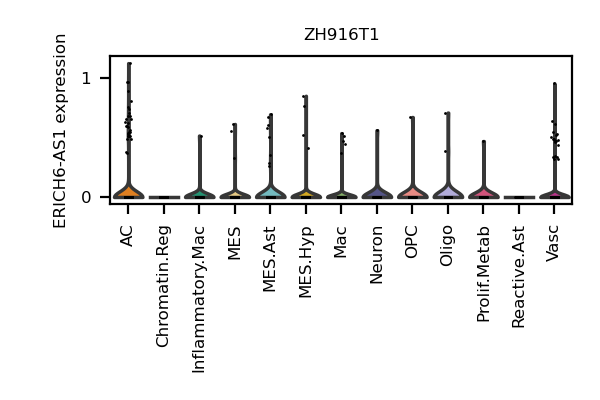 ZH916T1
ERICH6-AS1 expression
1
0
AC
Chromatin.Reg
Inflammatory.Mac
MES
MES.Ast
MES.Hyp
Mac
Neuron
OPC
Oligo
Prolif.Metab
Reactive.Ast
Vasc